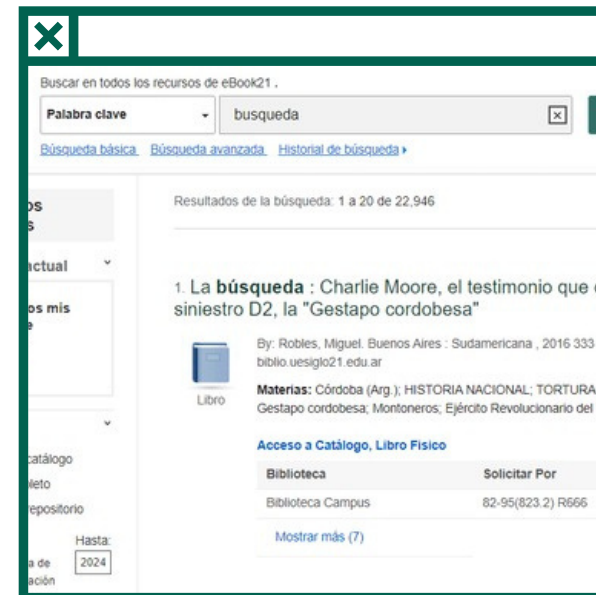 Buscar en todos los recursos de eBook21 .
Palabra clave
busqueda
Búsqueda básica Búsqueda avanzada Historial de búsqueda
Resultados de la búsqueda: 1 a 20 de 22,946
actual
os mis
1. La búsqueda : Charlie Moore, el testimonio que
siniestro D2, la "Gestapo cordobesa"
By: Robles, Miguel. Buenos Aires : Sudamericana , 2016 333
biblio.uesiglo21.edu.ar
Libro
Materias: Córdoba (Arg.); HISTORIA NACIONAL; TORTURA
Gestapo cordobesa; Montoneros; Ejército Revolucionario del
Acceso a Catálogo, Libro Físico
Biblioteca Solicitar Por
Biblioteca Campus 82-95(823.2) R666
Mostrar más (7)
catálogo
leto
repositorio
Hasta:
a de 2024
ación